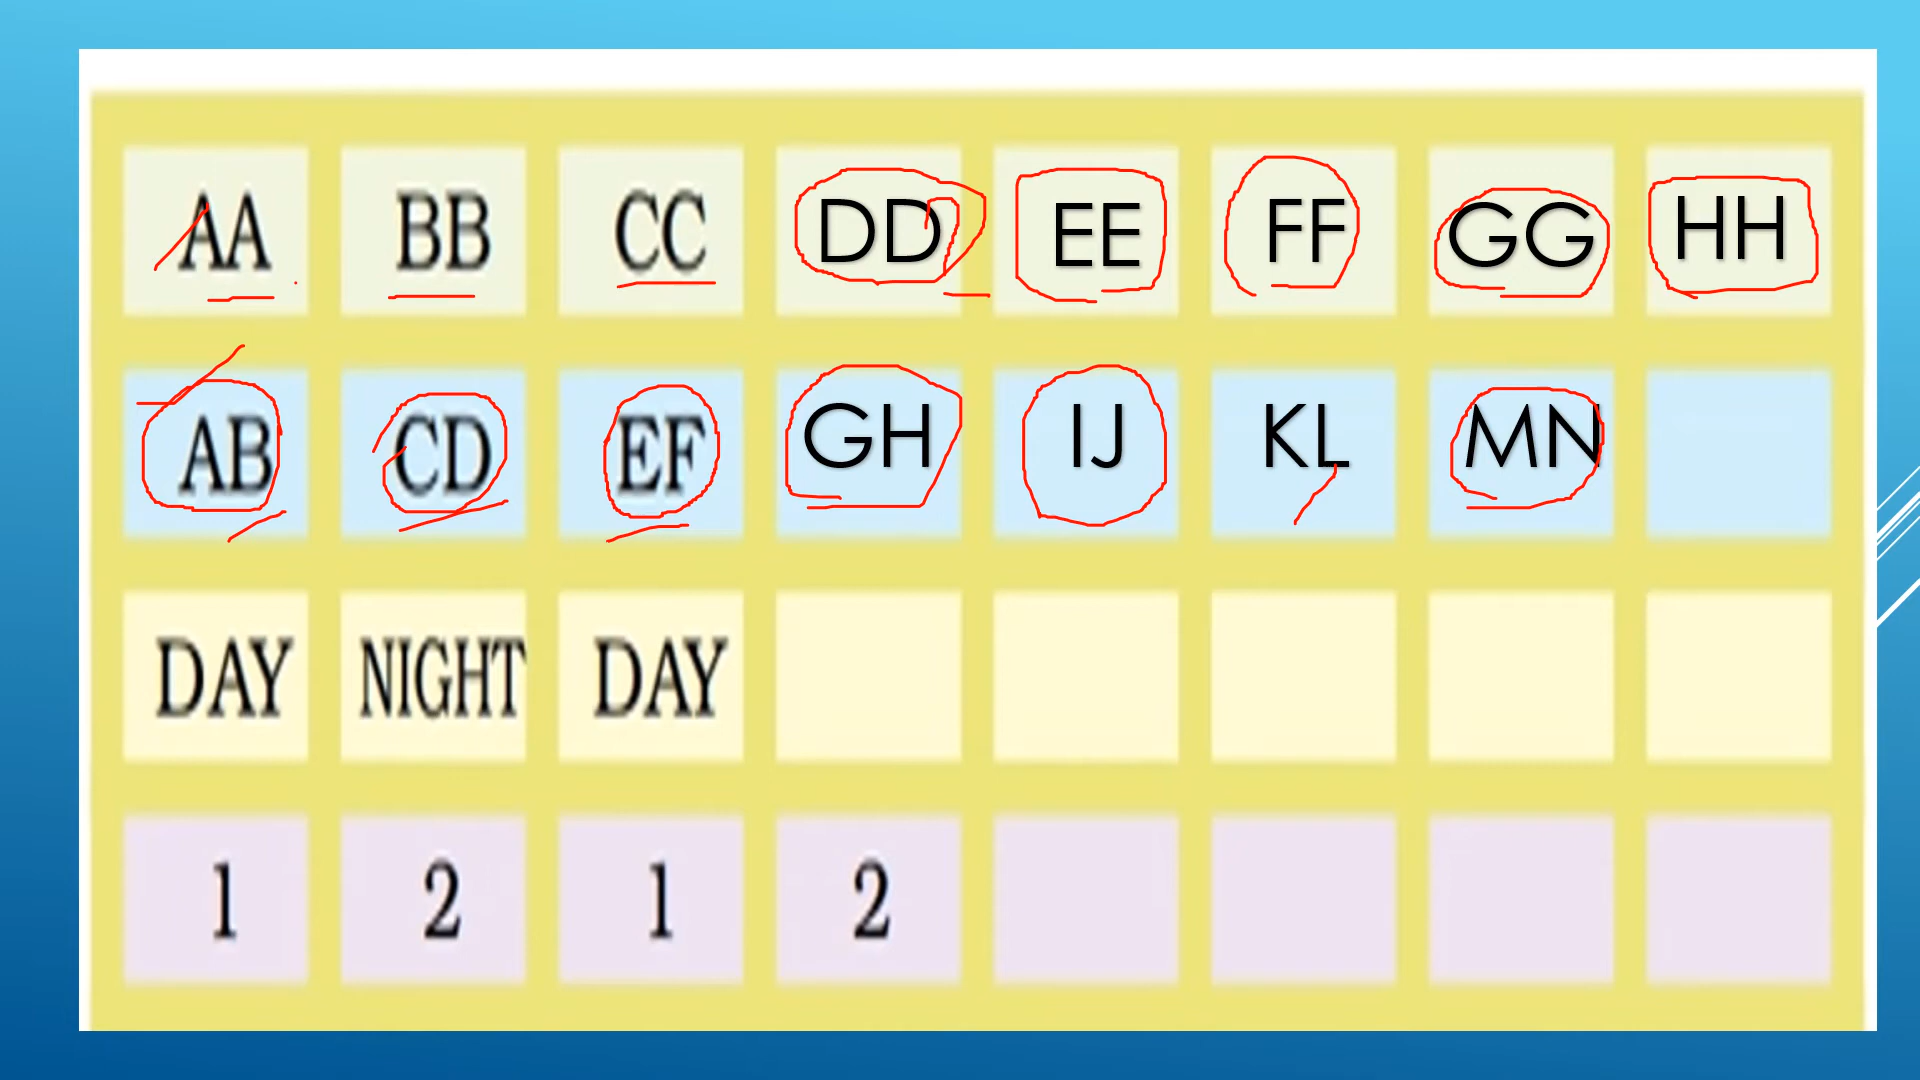 AA BB CC DD EE FF GG HH
AB CD EF GH IJ KL MN
DAY NIGHT DAY
1 2 1 2